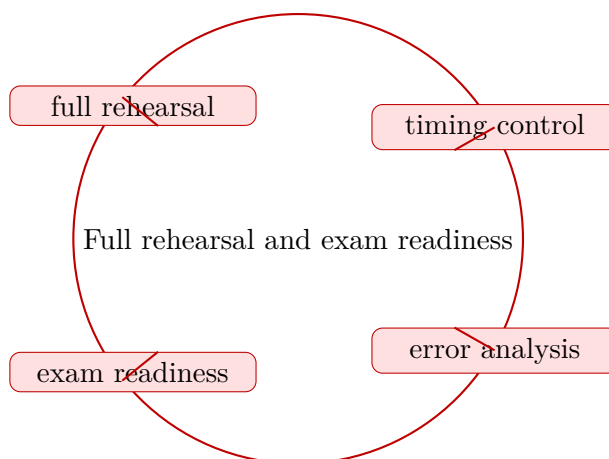 full rehearsal
timing control
Full rehearsal and exam readiness
error analysis
exam readiness